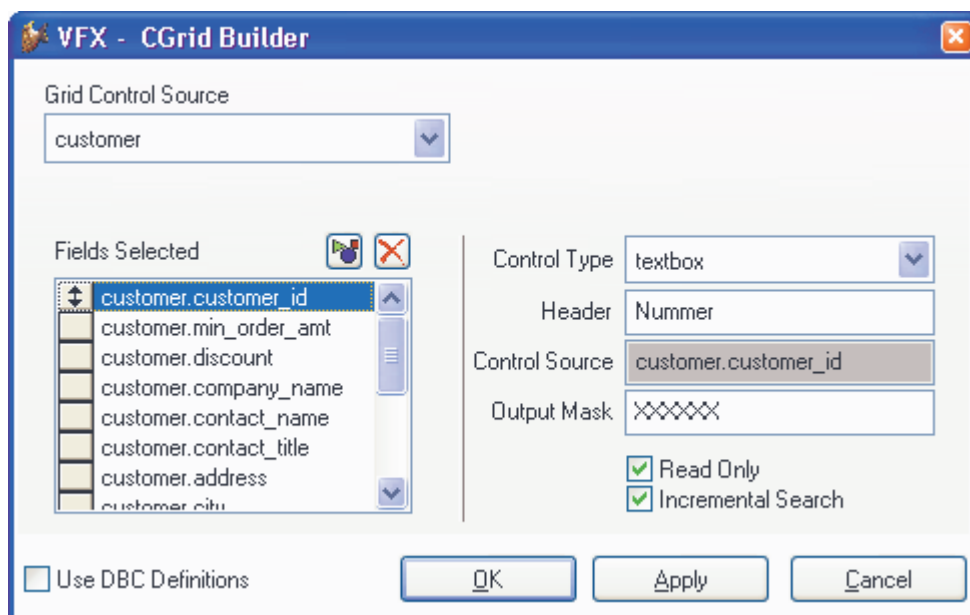 VFX - CGrid Builder
Grid Control Source
customer
Fields Selected
customer.customer_id
customer.min_order_amt
customer.discount
customer.company_name
customer.contact_name
customer.contact_title
customer.address
customer.city
Control Type
textbox
Header
Nummer
Control Source
customer.customer_id
Output Mask
XXXXXX
Read Only
Incremental Search
Use DBC Definitions
OK
Apply
Cancel